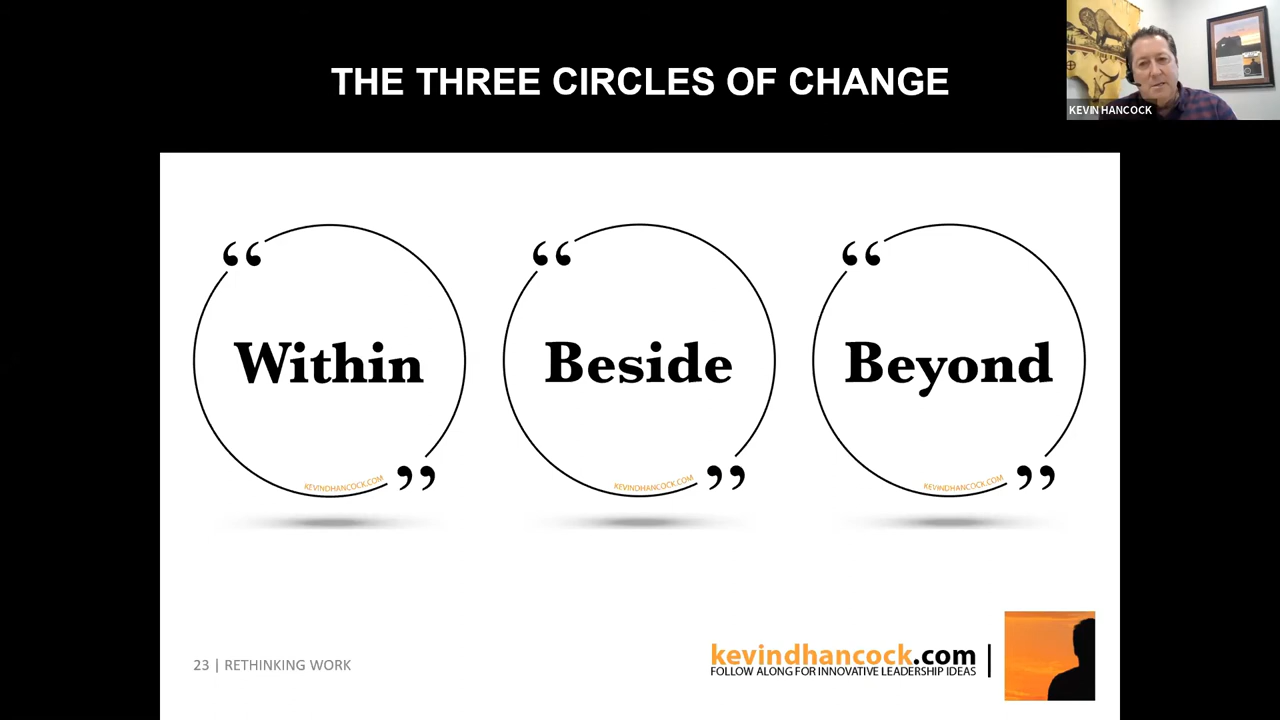 THE THREE CIRCLES OF CHANGE
KEVIN HANCOCK
“ Within ”
KEVINDHANCOCK.COM
“ Beside ”
KEVINDHANCOCK.COM
“ Beyond ”
KEVINDHANCOCK.COM
23 | RETHINKING WORK
kevindhancock.com |
FOLLOW ALONG FOR INNOVATIVE LEADERSHIP IDEAS